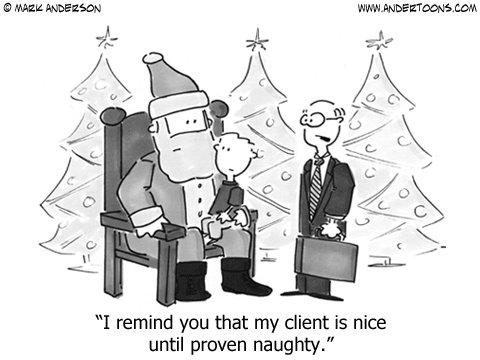 © MARK ANDERSON
WWW.ANDERTOONS.COM
“I remind you that my client is nice
until proven naughty.”